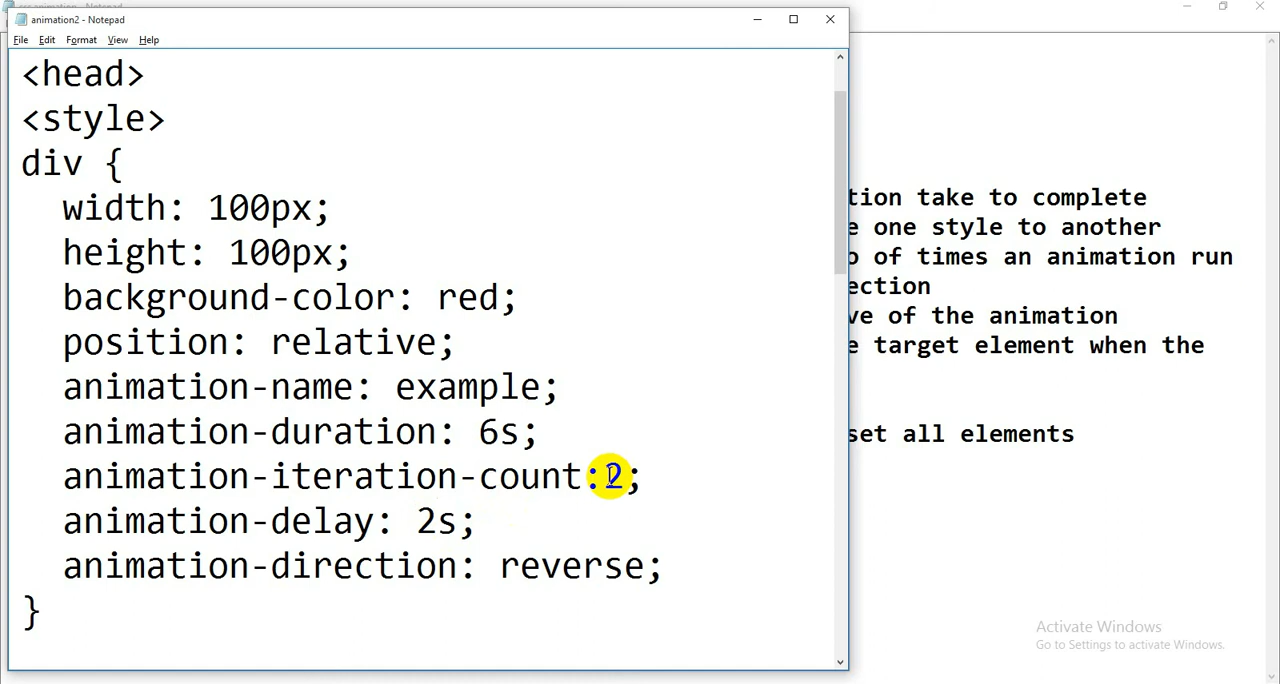 animation2 - Notepad
File Edit Format View Help
<head>
<style>
div {
width: 100px;
height: 100px;
background-color: red;
position: relative;
animation-name: example;
animation-duration: 6s;
animation-iteration-count:2;
animation-delay: 2s;
animation-direction: reverse;
}
tion take to complete
e one style to another
o of times an animation run
ection
ve of the animation
e target element when the
set all elements
Activate Windows
Go to Settings to activate Windows.